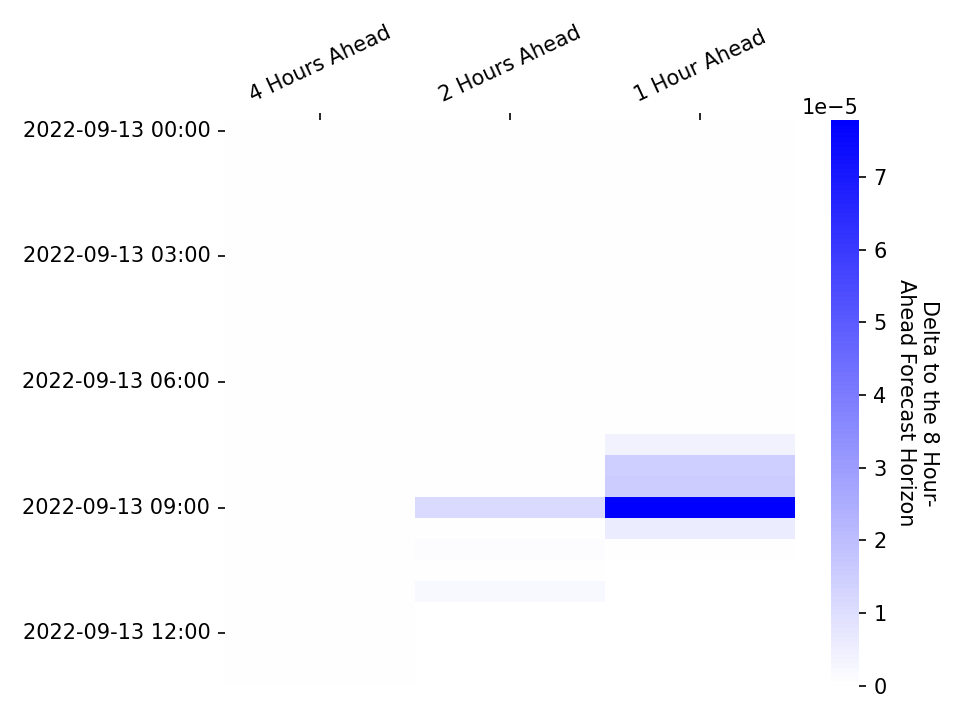 4 Hours Ahead
2 Hours Ahead
1 Hour Ahead
1e−5
2022-09-13 00:00
2022-09-13 03:00
2022-09-13 06:00
2022-09-13 09:00
2022-09-13 12:00
7
6
5
4
3
2
1
0
Delta to the 8 Hour-
Ahead Forecast Horizon